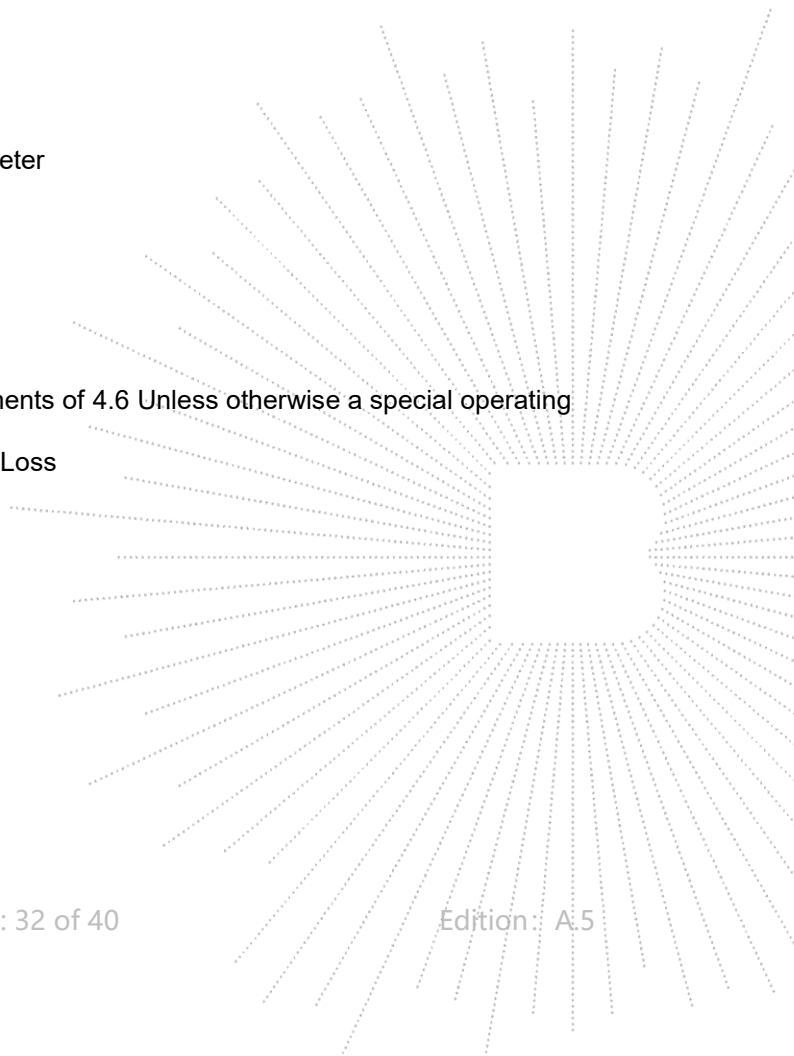 eter
nents of 4.6 Unless otherwise a special operating
Loss
: 32 of 40 Edition: A.5